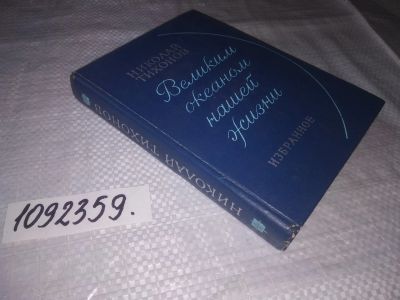 НИКОЛАЙ
ТИХОНОВ
Великим
океаном
нашей
жизни
ИЗБРАННОЕ
НИКОЛАЙ ТИХОНОВ
1092359.